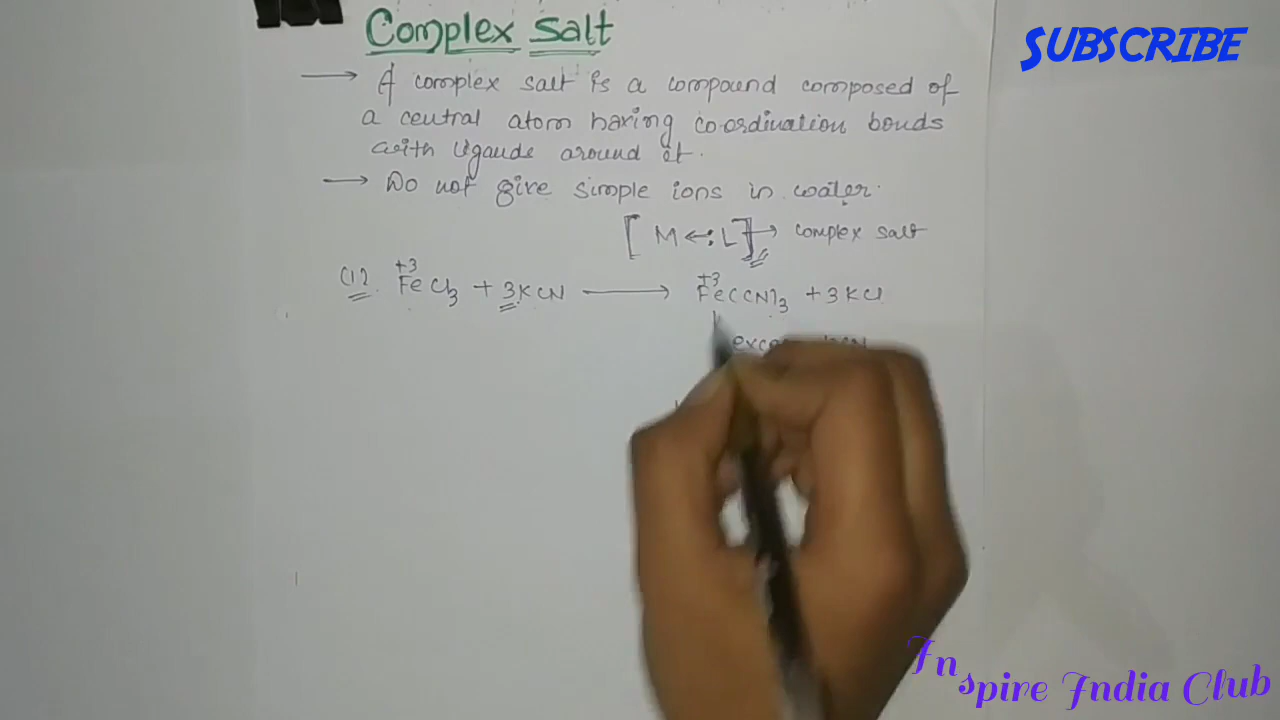 Complex Salt
SUBSCRIBE
→ A complex salt is a compound composed of
a central atom having co.ordination bonds
with ligands around it.
→ Do not give simple ions in water.
[M←:L] → complex salt
(1) +3 +3
FeCl3 + 3KCN → Fe(CN)3 + 3KCl
Inspire India Club